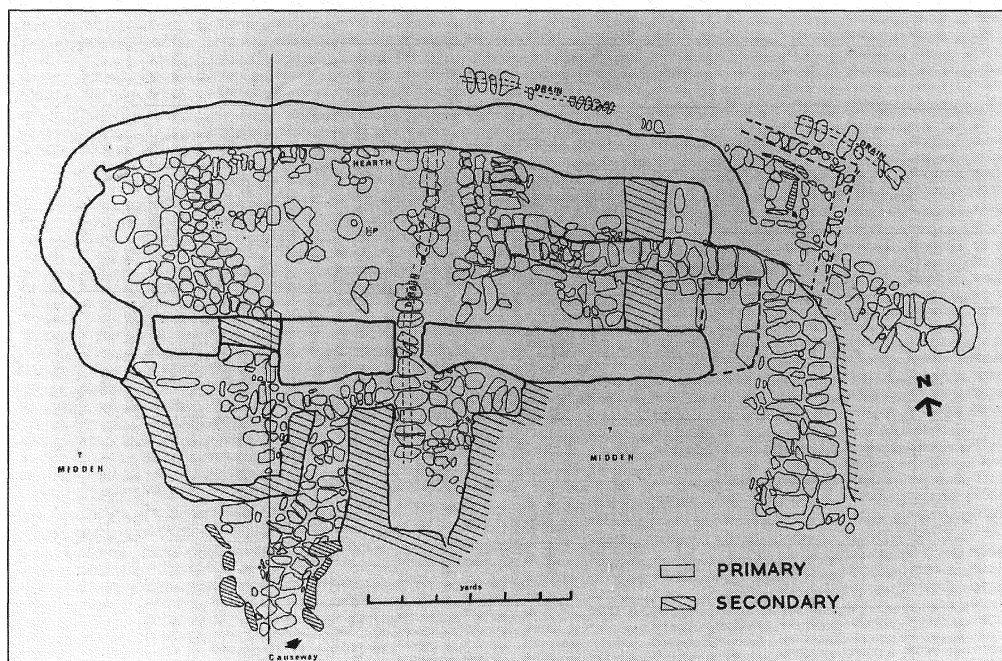 DRAIN
DRAIN
HEARTH
HP
P
DRAIN
N
?
MIDDEN
?
MIDDEN
yards
PRIMARY
SECONDARY
Causeway